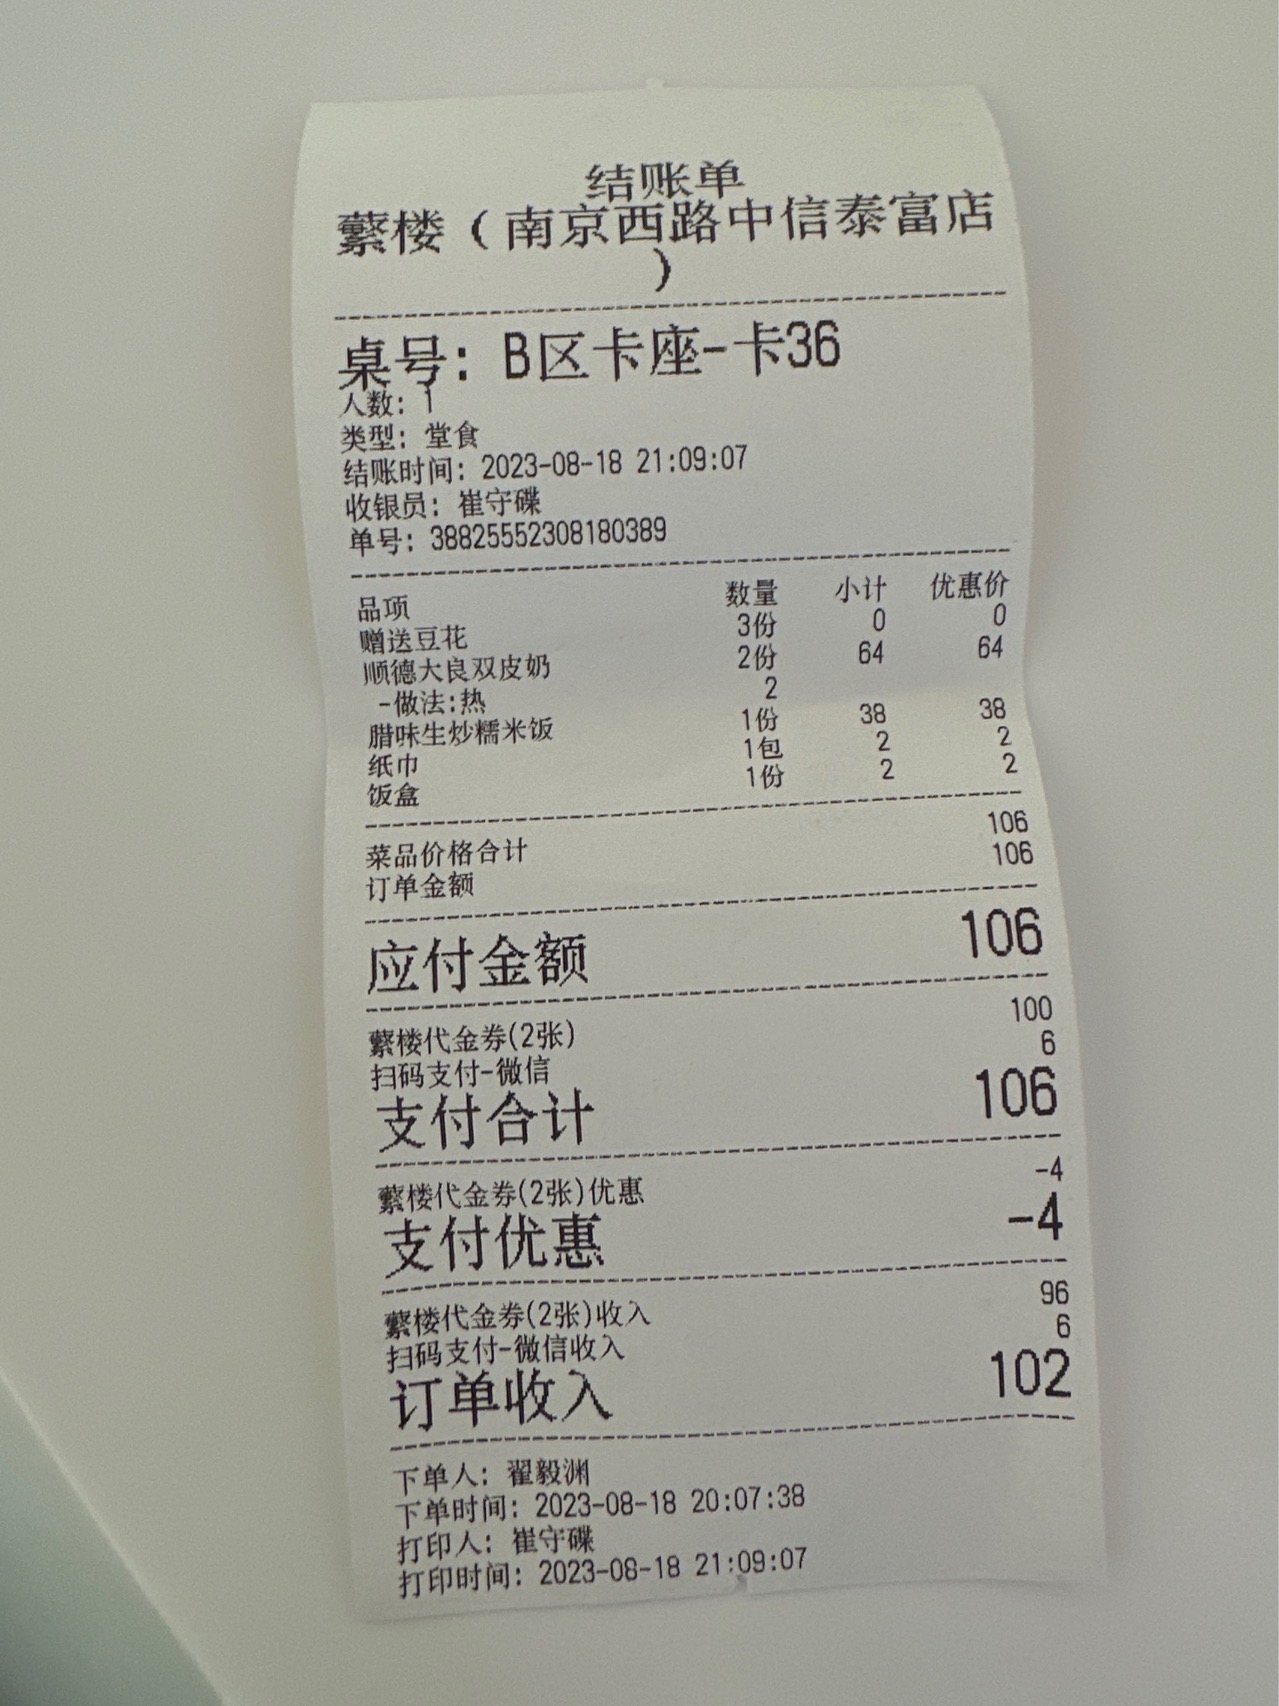 结账单
蘩楼（南京西路中信泰富店
）
桌号：B区卡座-卡36
人数：1
类型：堂食
结账时间：2023-08-18 21:09:07
收银员：崔守碟
单号：38825552308180389
品项 数量 小计 优惠价
赠送豆花 3份 0 0
顺德大良双皮奶 2份 64 64
-做法:热 2
腊味生炒糯米饭 1份 38 38
纸巾 1包 2 2
饭盒 1份 2 2
菜品价格合计 106
订单金额 106
应付金额 106
蘩楼代金券(2张) 100
扫码支付-微信 6
支付合计 106
蘩楼代金券(2张)优惠 -4
支付优惠 -4
蘩楼代金券(2张)收入 96
扫码支付-微信收入 6
订单收入 102
下单人：翟毅渊
下单时间：2023-08-18 20:07:38
打印人：崔守碟
打印时间：2023-08-18 21:09:07